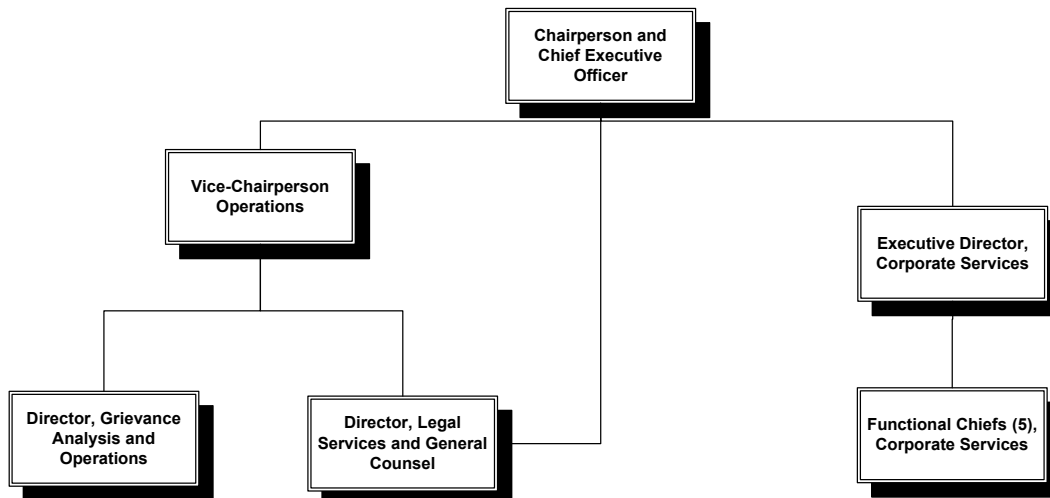 Chairperson and
Chief Executive
Officer
Vice-Chairperson
Operations
Executive Director,
Corporate Services
Director, Grievance
Analysis and
Operations
Director, Legal
Services and General
Counsel
Functional Chiefs (5),
Corporate Services